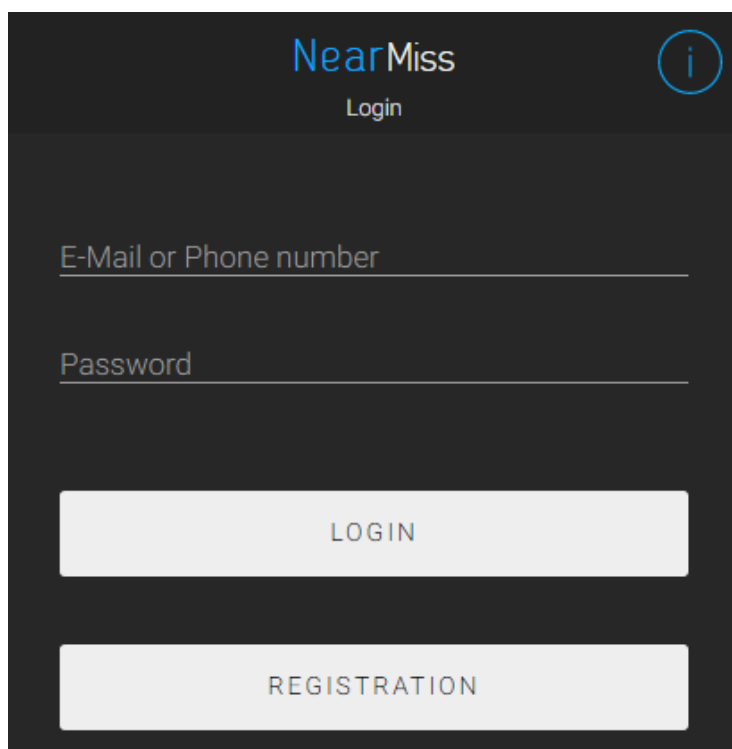 NearMiss
i
Login
E-Mail or Phone number
Password
LOGIN
REGISTRATION